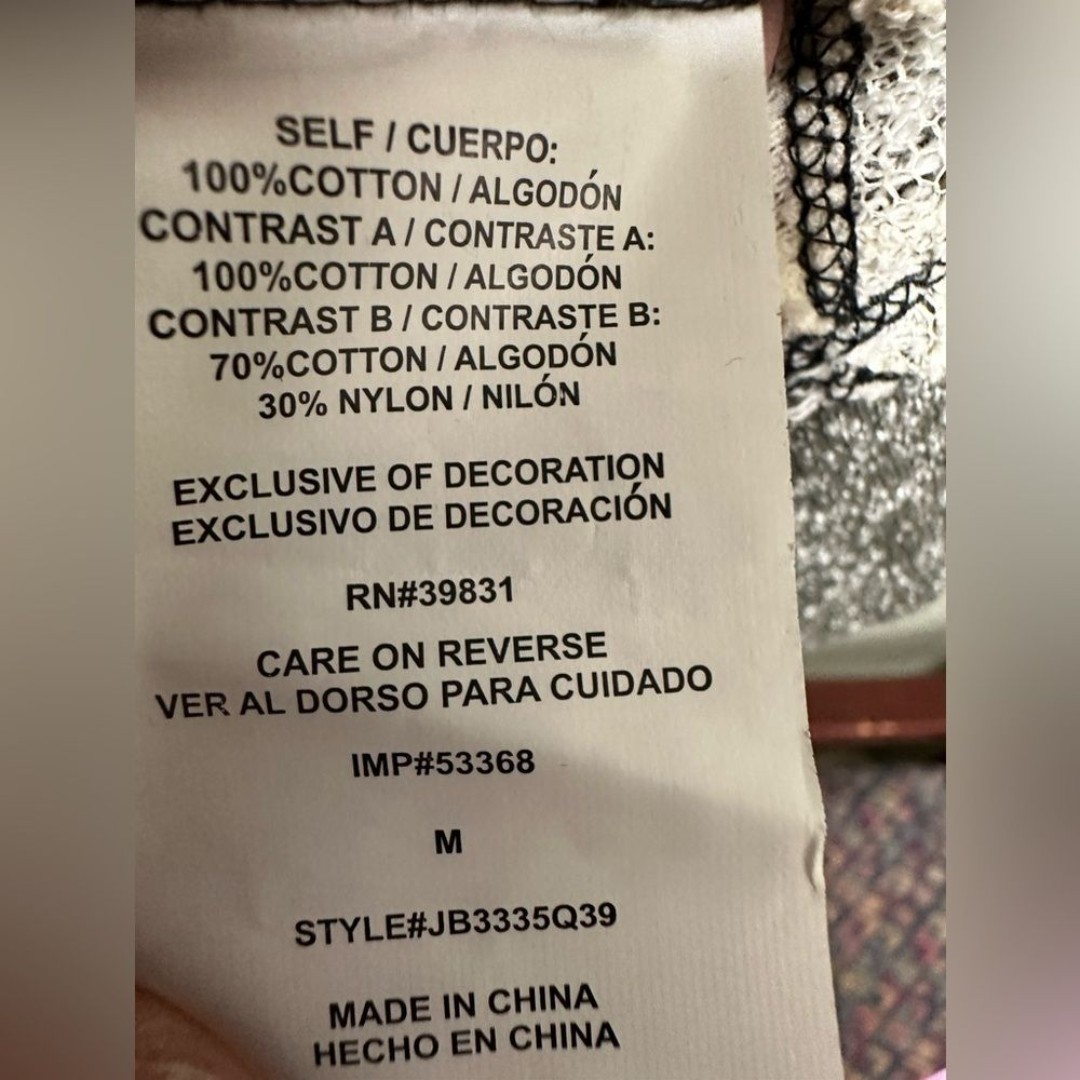 SELF / CUERPO:
100%COTTON / ALGODÓN
CONTRAST A / CONTRASTE A:
100%COTTON / ALGODÓN
CONTRAST B / CONTRASTE B:
70%COTTON / ALGODÓN
30% NYLON / NILÓN
EXCLUSIVE OF DECORATION
EXCLUSIVO DE DECORACIÓN
RN#39831
CARE ON REVERSE
VER AL DORSO PARA CUIDADO
IMP#53368
M
STYLE#JB3335Q39
MADE IN CHINA
HECHO EN CHINA